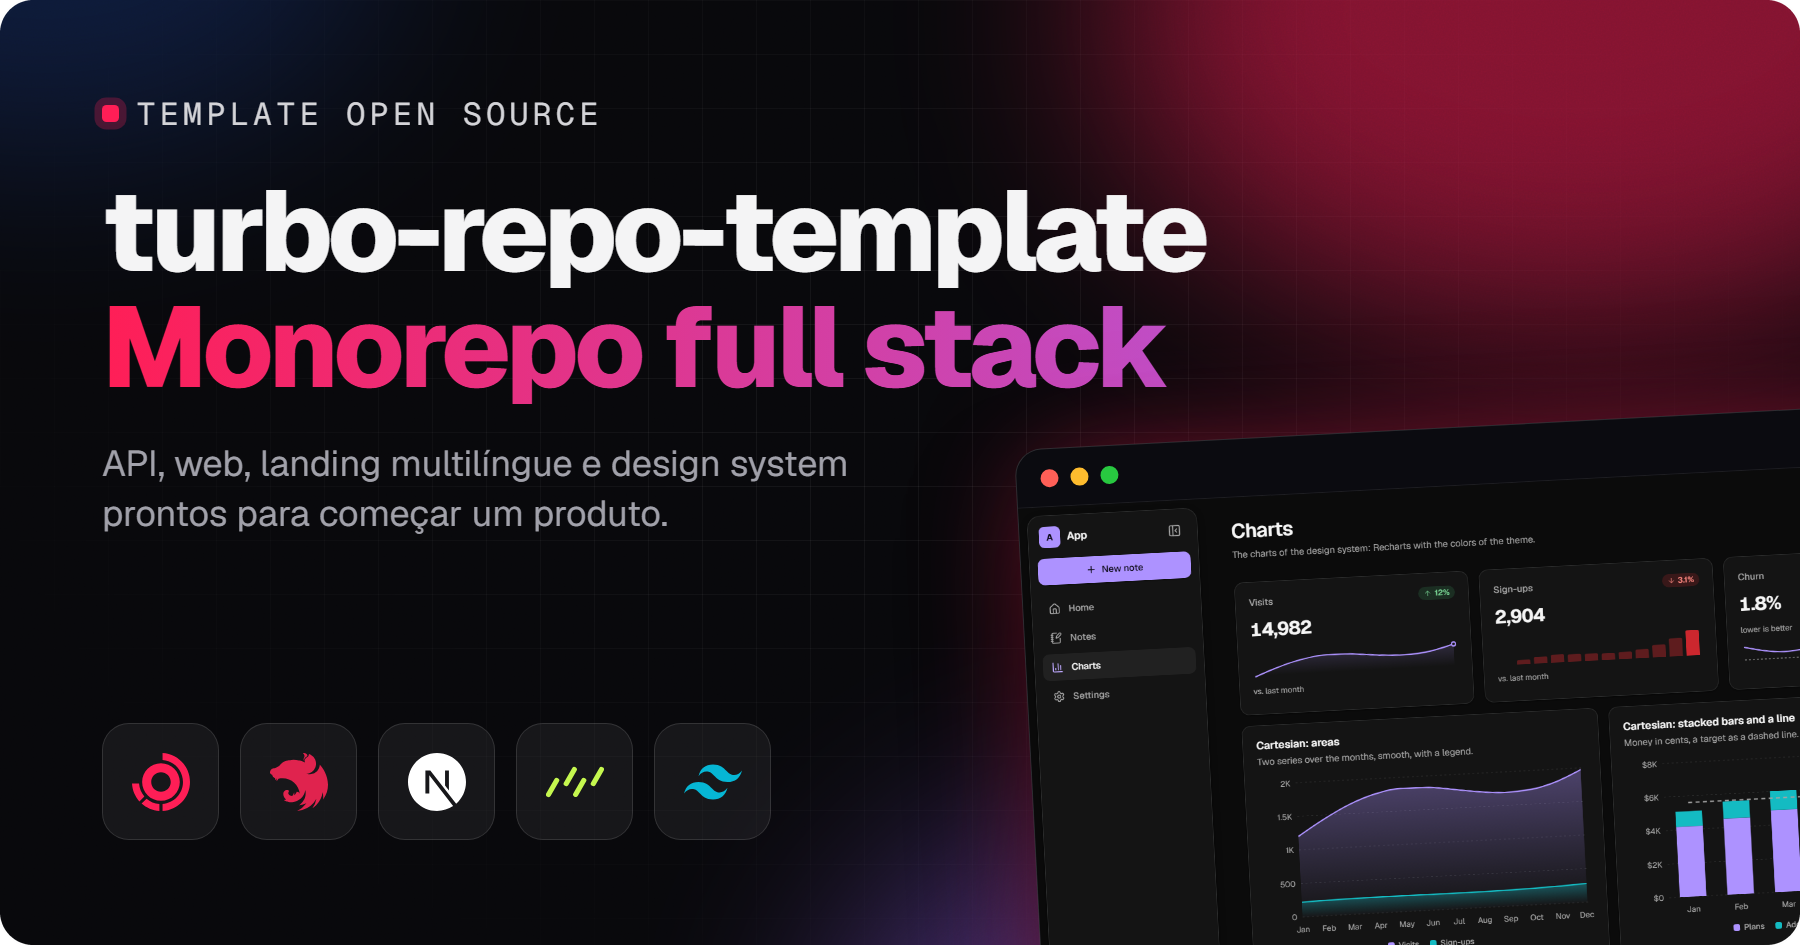 TEMPLATE OPEN SOURCE
turbo-repo-template
Monorepo full stack
API, web, landing multilíngue e design system
prontos para começar um produto.
A App
+ New note
Home
Notes
Charts
Settings
Charts
The charts of the design system: Recharts with the colors of the theme.
Visits
↑ 12%
14,982
vs. last month
Sign-ups
↓ 3.1%
2,904
vs. last month
Churn
1.8%
lower is better
Cartesian: areas
Two series over the months, smooth, with a legend.
2K
1.5K
1K
500
0
Jan Feb Mar Apr May Jun Jul Aug Sep Oct Nov Dec
Visits Sign-ups
Cartesian: stacked bars and a line
Money in cents, a target as a dashed line.
$8K
$6K
$4K
$2K
$0
Jan Feb Mar
Plans